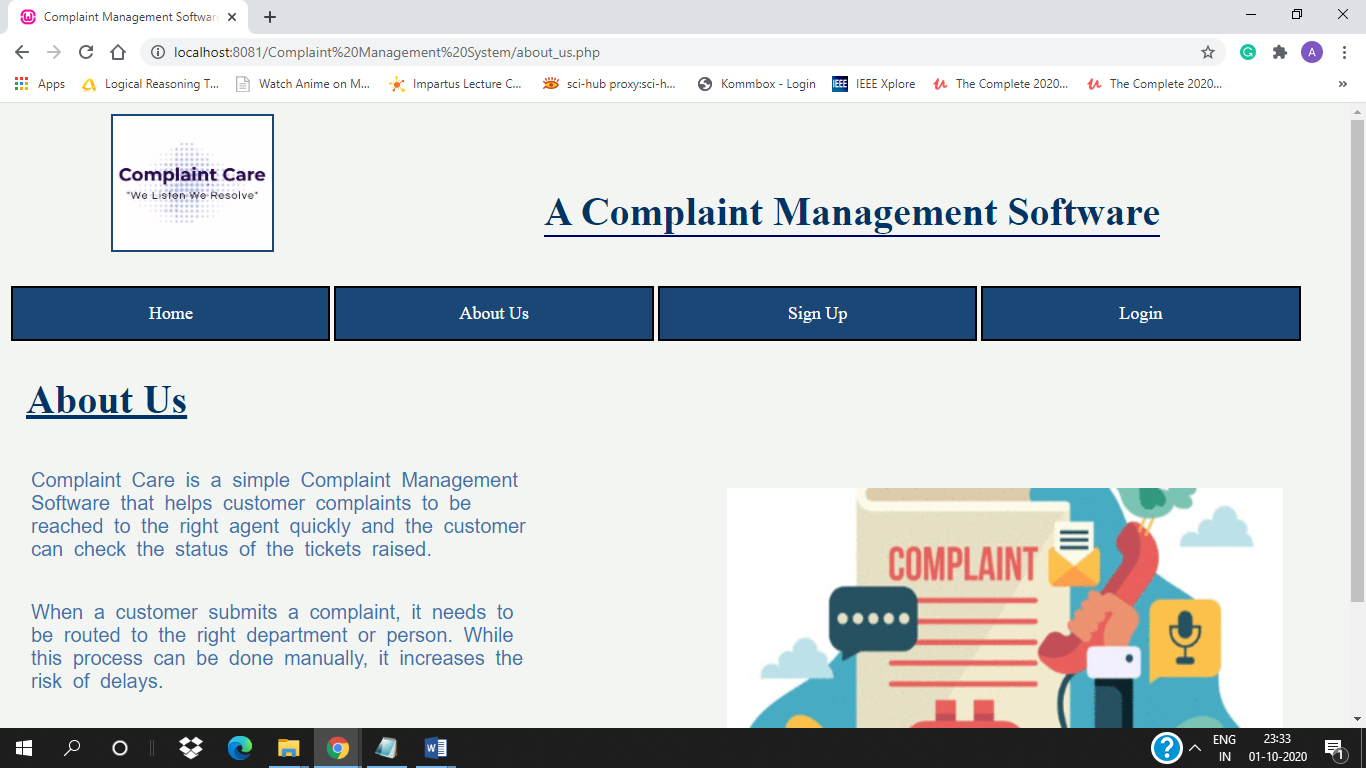 Complaint Management Softwar
localhost:8081/Complaint%20Management%20System/about_us.php
A
Apps
Logical Reasoning T...
Watch Anime on M...
Impartus Lecture C...
sci-hub proxy:sci-h...
Kommbox - Login
IEEE
IEEE Xplore
The Complete 2020...
The Complete 2020...
»
Complaint Care
"We Listen We Resolve"
A Complaint Management Software
Home
About Us
Sign Up
Login
About Us
Complaint Care is a simple Complaint Management
Software that helps customer complaints to be
reached to the right agent quickly and the customer
can check the status of the tickets raised.
When a customer submits a complaint, it needs to
be routed to the right department or person. While
this process can be done manually, it increases the
risk of delays.
COMPLAINT
ENG
IN
23:33
01-10-2020
1